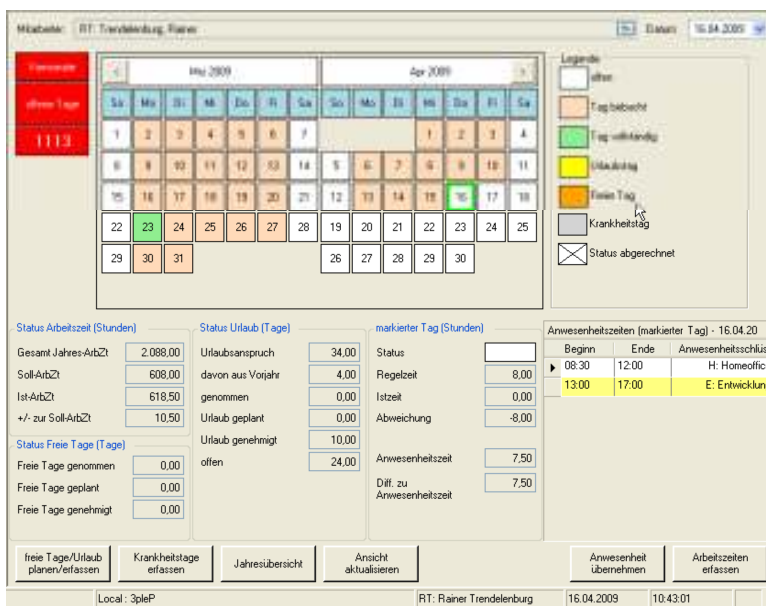 Mitarbeiter: RT: Trendelenburg, Rainer Datum 16.04.2009
offene Tage
1113
Mrz 2009 Apr 2009
So Mo Di Mi Do Fr Sa So Mo Di Mi Do Fr Sa
1 2 3 4 5 6 7 1 2 3 4
8 9 10 11 12 13 14 5 6 7 8 9 10 11
15 16 17 18 19 20 21 12 13 14 15 16 17 18
22 23 24 25 26 27 28 19 20 21 22 23 24 25
29 30 31 26 27 28 29 30
Legende
offen
Tag gebucht
Tag vollständig
Urlaubstag
Freier Tag
Krankheitstag
Status abgerechnet
Status Arbeitszeit (Stunden)
Gesamt Jahres-ArbZt 2.088,00
Soll-ArbZt 608,00
Ist-ArbZt 618,50
+/- zur Soll-ArbZt 10,50
Status Freie Tage (Tage)
Freie Tage genommen 0,00
Freie Tage geplant 0,00
Freie Tage genehmigt 0,00
Status Urlaub (Tage)
Urlaubsanspruch 34,00
davon aus Vorjahr 4,00
genommen 0,00
Urlaub geplant 0,00
Urlaub genehmigt 10,00
offen 24,00
markierter Tag (Stunden)
Status
Regelzeit 8,00
Istzeit 0,00
Abweichung -8,00
Anwesenheitszeit 7,50
Diff. zu
Anwesenheitszeit 7,50
Anwesenheitszeiten (markierter Tag) - 16.04.20
Beginn Ende Anwesenheitsschlüs
08:30 12:00 H: Homeoffic
13:00 17:00 E: Entwicklun
freie Tage/Urlaub
planen/erfassen
Krankheitstage
erfassen
Jahresübersicht
Ansicht
aktualisieren
Anwesenheit
übernehmen
Arbeitszeiten
erfassen
Local : 3pleP RT: Rainer Trendelenburg 16.04.2009 10:43:01